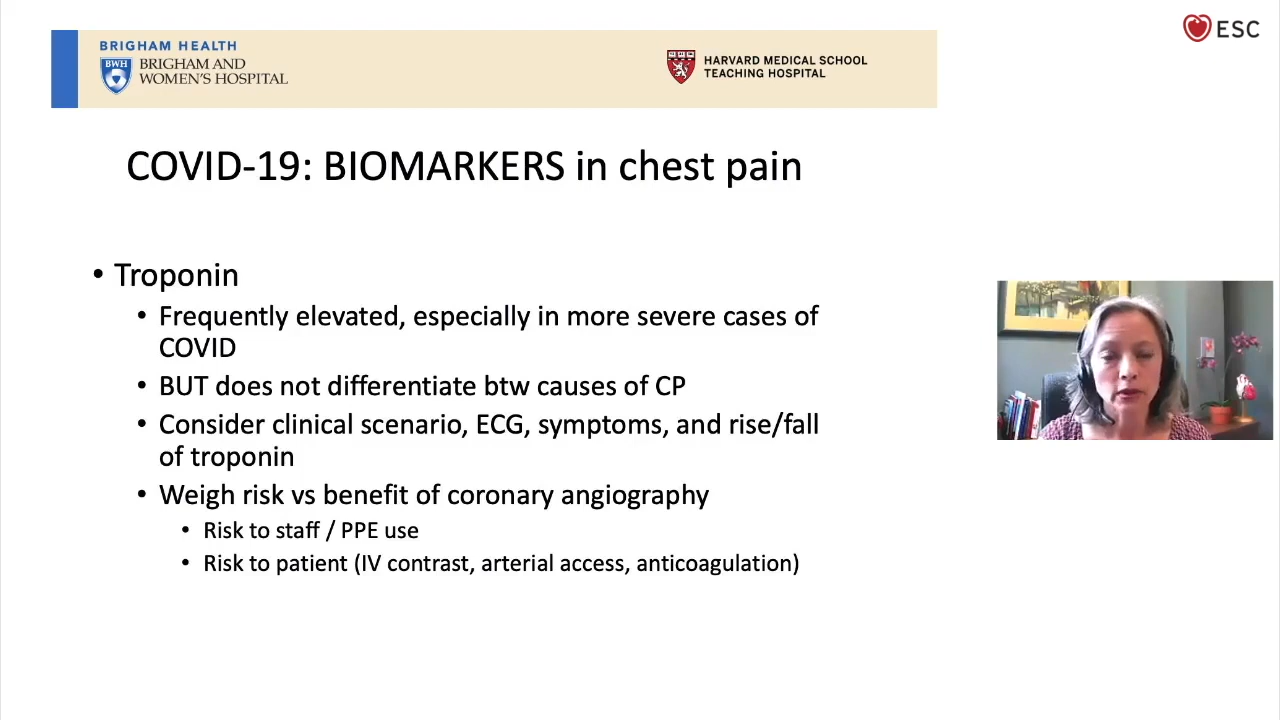 ESC
BRIGHAM HEALTH
BWH
BRIGHAM AND
WOMEN'S HOSPITAL
HARVARD MEDICAL SCHOOL
TEACHING HOSPITAL
COVID-19: BIOMARKERS in chest pain
• Troponin
• Frequently elevated, especially in more severe cases of
COVID
• BUT does not differentiate btw causes of CP
• Consider clinical scenario, ECG, symptoms, and rise/fall
of troponin
• Weigh risk vs benefit of coronary angiography
• Risk to staff / PPE use
• Risk to patient (IV contrast, arterial access, anticoagulation)